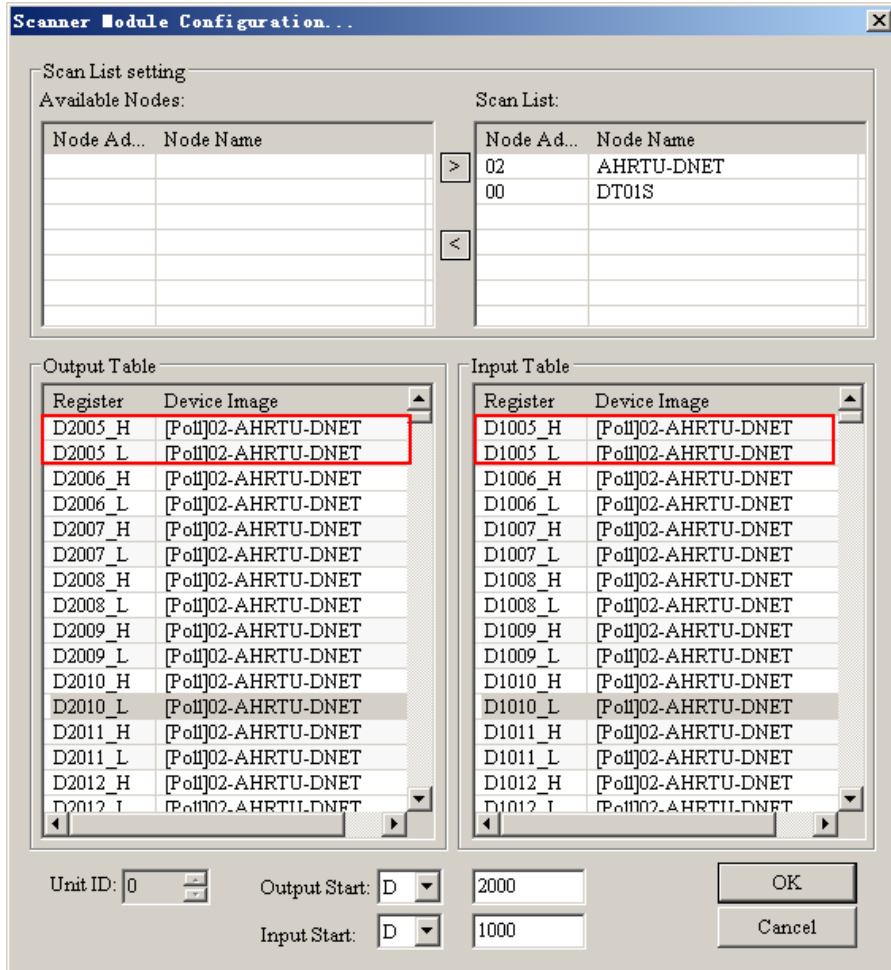 Scanner Module Configuration...
Scan List setting
Available Nodes:
Scan List:
Node Ad... Node Name
Node Ad... Node Name
>
02 AHRTU-DNET
00 DT01S
<
Output Table
Input Table
Register Device Image
Register Device Image
D2005_H [Poll]02-AHRTU-DNET
D1005_H [Poll]02-AHRTU-DNET
D2005_L [Poll]02-AHRTU-DNET
D1005_L [Poll]02-AHRTU-DNET
D2006_H [Poll]02-AHRTU-DNET
D1006_H [Poll]02-AHRTU-DNET
D2006_L [Poll]02-AHRTU-DNET
D1006_L [Poll]02-AHRTU-DNET
D2007_H [Poll]02-AHRTU-DNET
D1007_H [Poll]02-AHRTU-DNET
D2007_L [Poll]02-AHRTU-DNET
D1007_L [Poll]02-AHRTU-DNET
D2008_H [Poll]02-AHRTU-DNET
D1008_H [Poll]02-AHRTU-DNET
D2008_L [Poll]02-AHRTU-DNET
D1008_L [Poll]02-AHRTU-DNET
D2009_H [Poll]02-AHRTU-DNET
D1009_H [Poll]02-AHRTU-DNET
D2009_L [Poll]02-AHRTU-DNET
D1009_L [Poll]02-AHRTU-DNET
D2010_H [Poll]02-AHRTU-DNET
D1010_H [Poll]02-AHRTU-DNET
D2010_L [Poll]02-AHRTU-DNET
D1010_L [Poll]02-AHRTU-DNET
D2011_H [Poll]02-AHRTU-DNET
D1011_H [Poll]02-AHRTU-DNET
D2011_L [Poll]02-AHRTU-DNET
D1011_L [Poll]02-AHRTU-DNET
D2012_H [Poll]02-AHRTU-DNET
D1012_H [Poll]02-AHRTU-DNET
D2012_L [Poll]02-AHRTU-DNET
D1012_L [Poll]02-AHRTU-DNET
Unit ID: 0
Output Start: D 2000
OK
Input Start: D 1000
Cancel